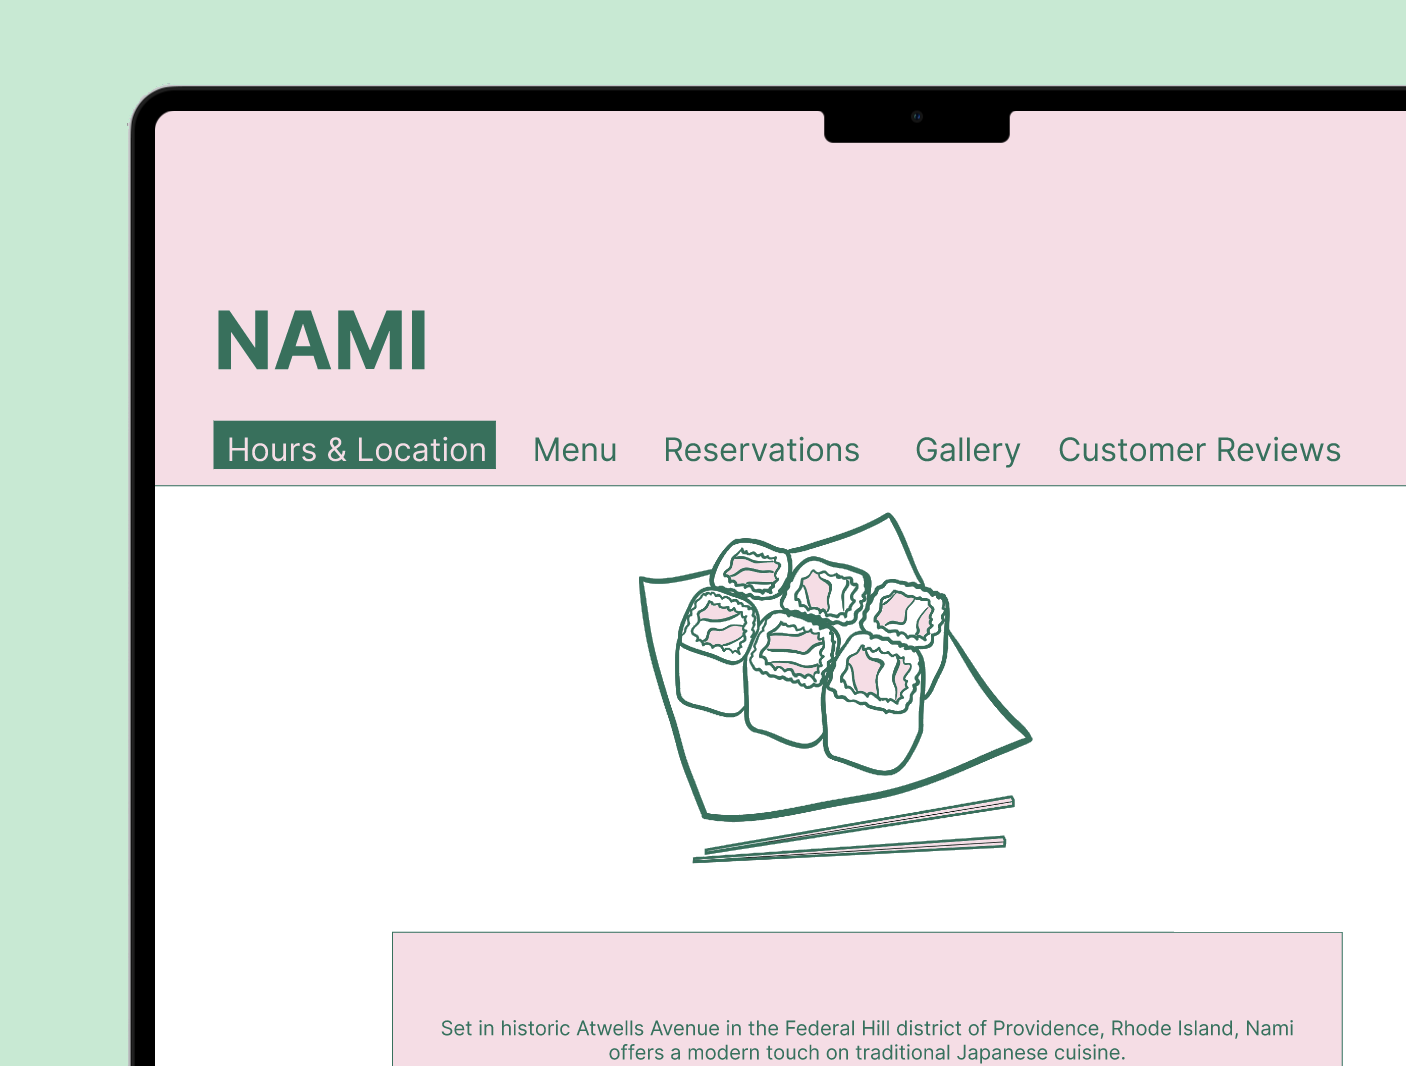 NAMI
Hours & Location Menu Reservations Gallery Customer Reviews
Set in historic Atwells Avenue in the Federal Hill district of Providence, Rhode Island, Nami
offers a modern touch on traditional Japanese cuisine.